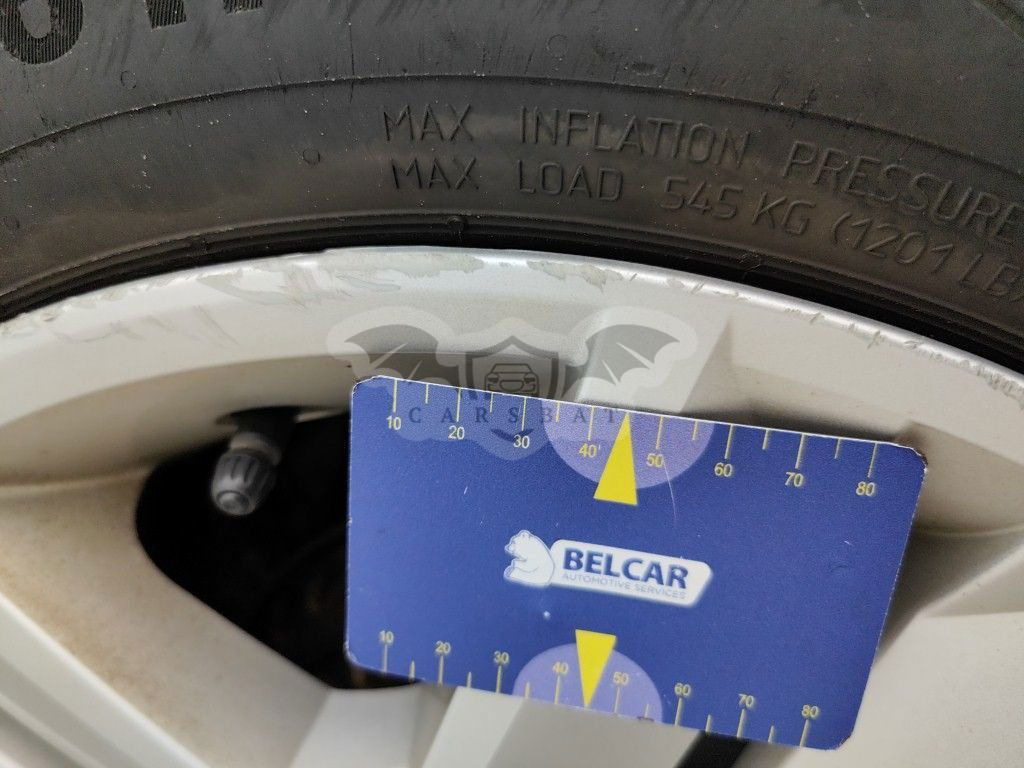 MAX INFLATION PRESSURE
MAX LOAD 545 KG (1201 LB
CARSBAT
10 20 30 40 50 60 70 80
BELCAR
AUTOMOTIVE SERVICES
10 20 30 40 50 60 70 80